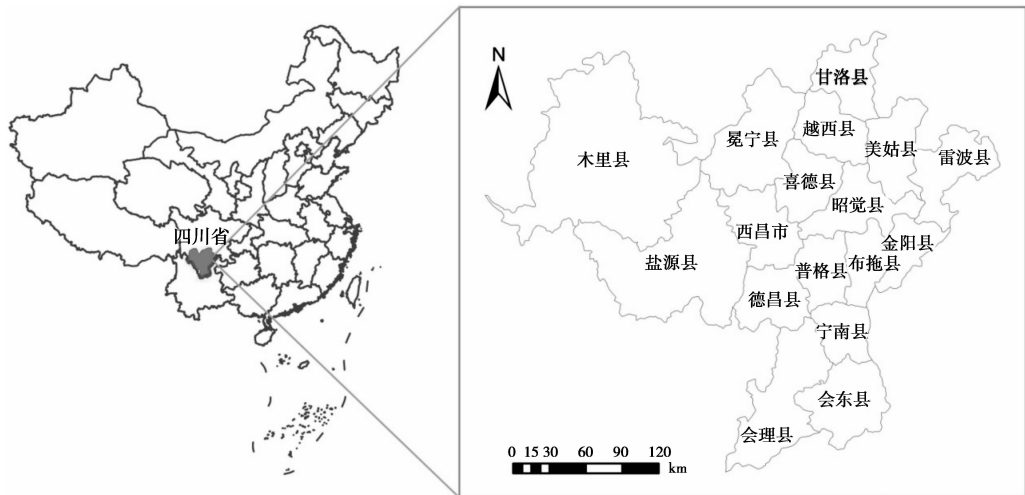 四川省
N
甘洛县
越西县
冕宁县
美姑县
雷波县
木里县
喜德县
昭觉县
西昌市
金阳县
盐源县
普格县
布拖县
德昌县
宁南县
会东县
会理县
0 15 30 60 90 120
km